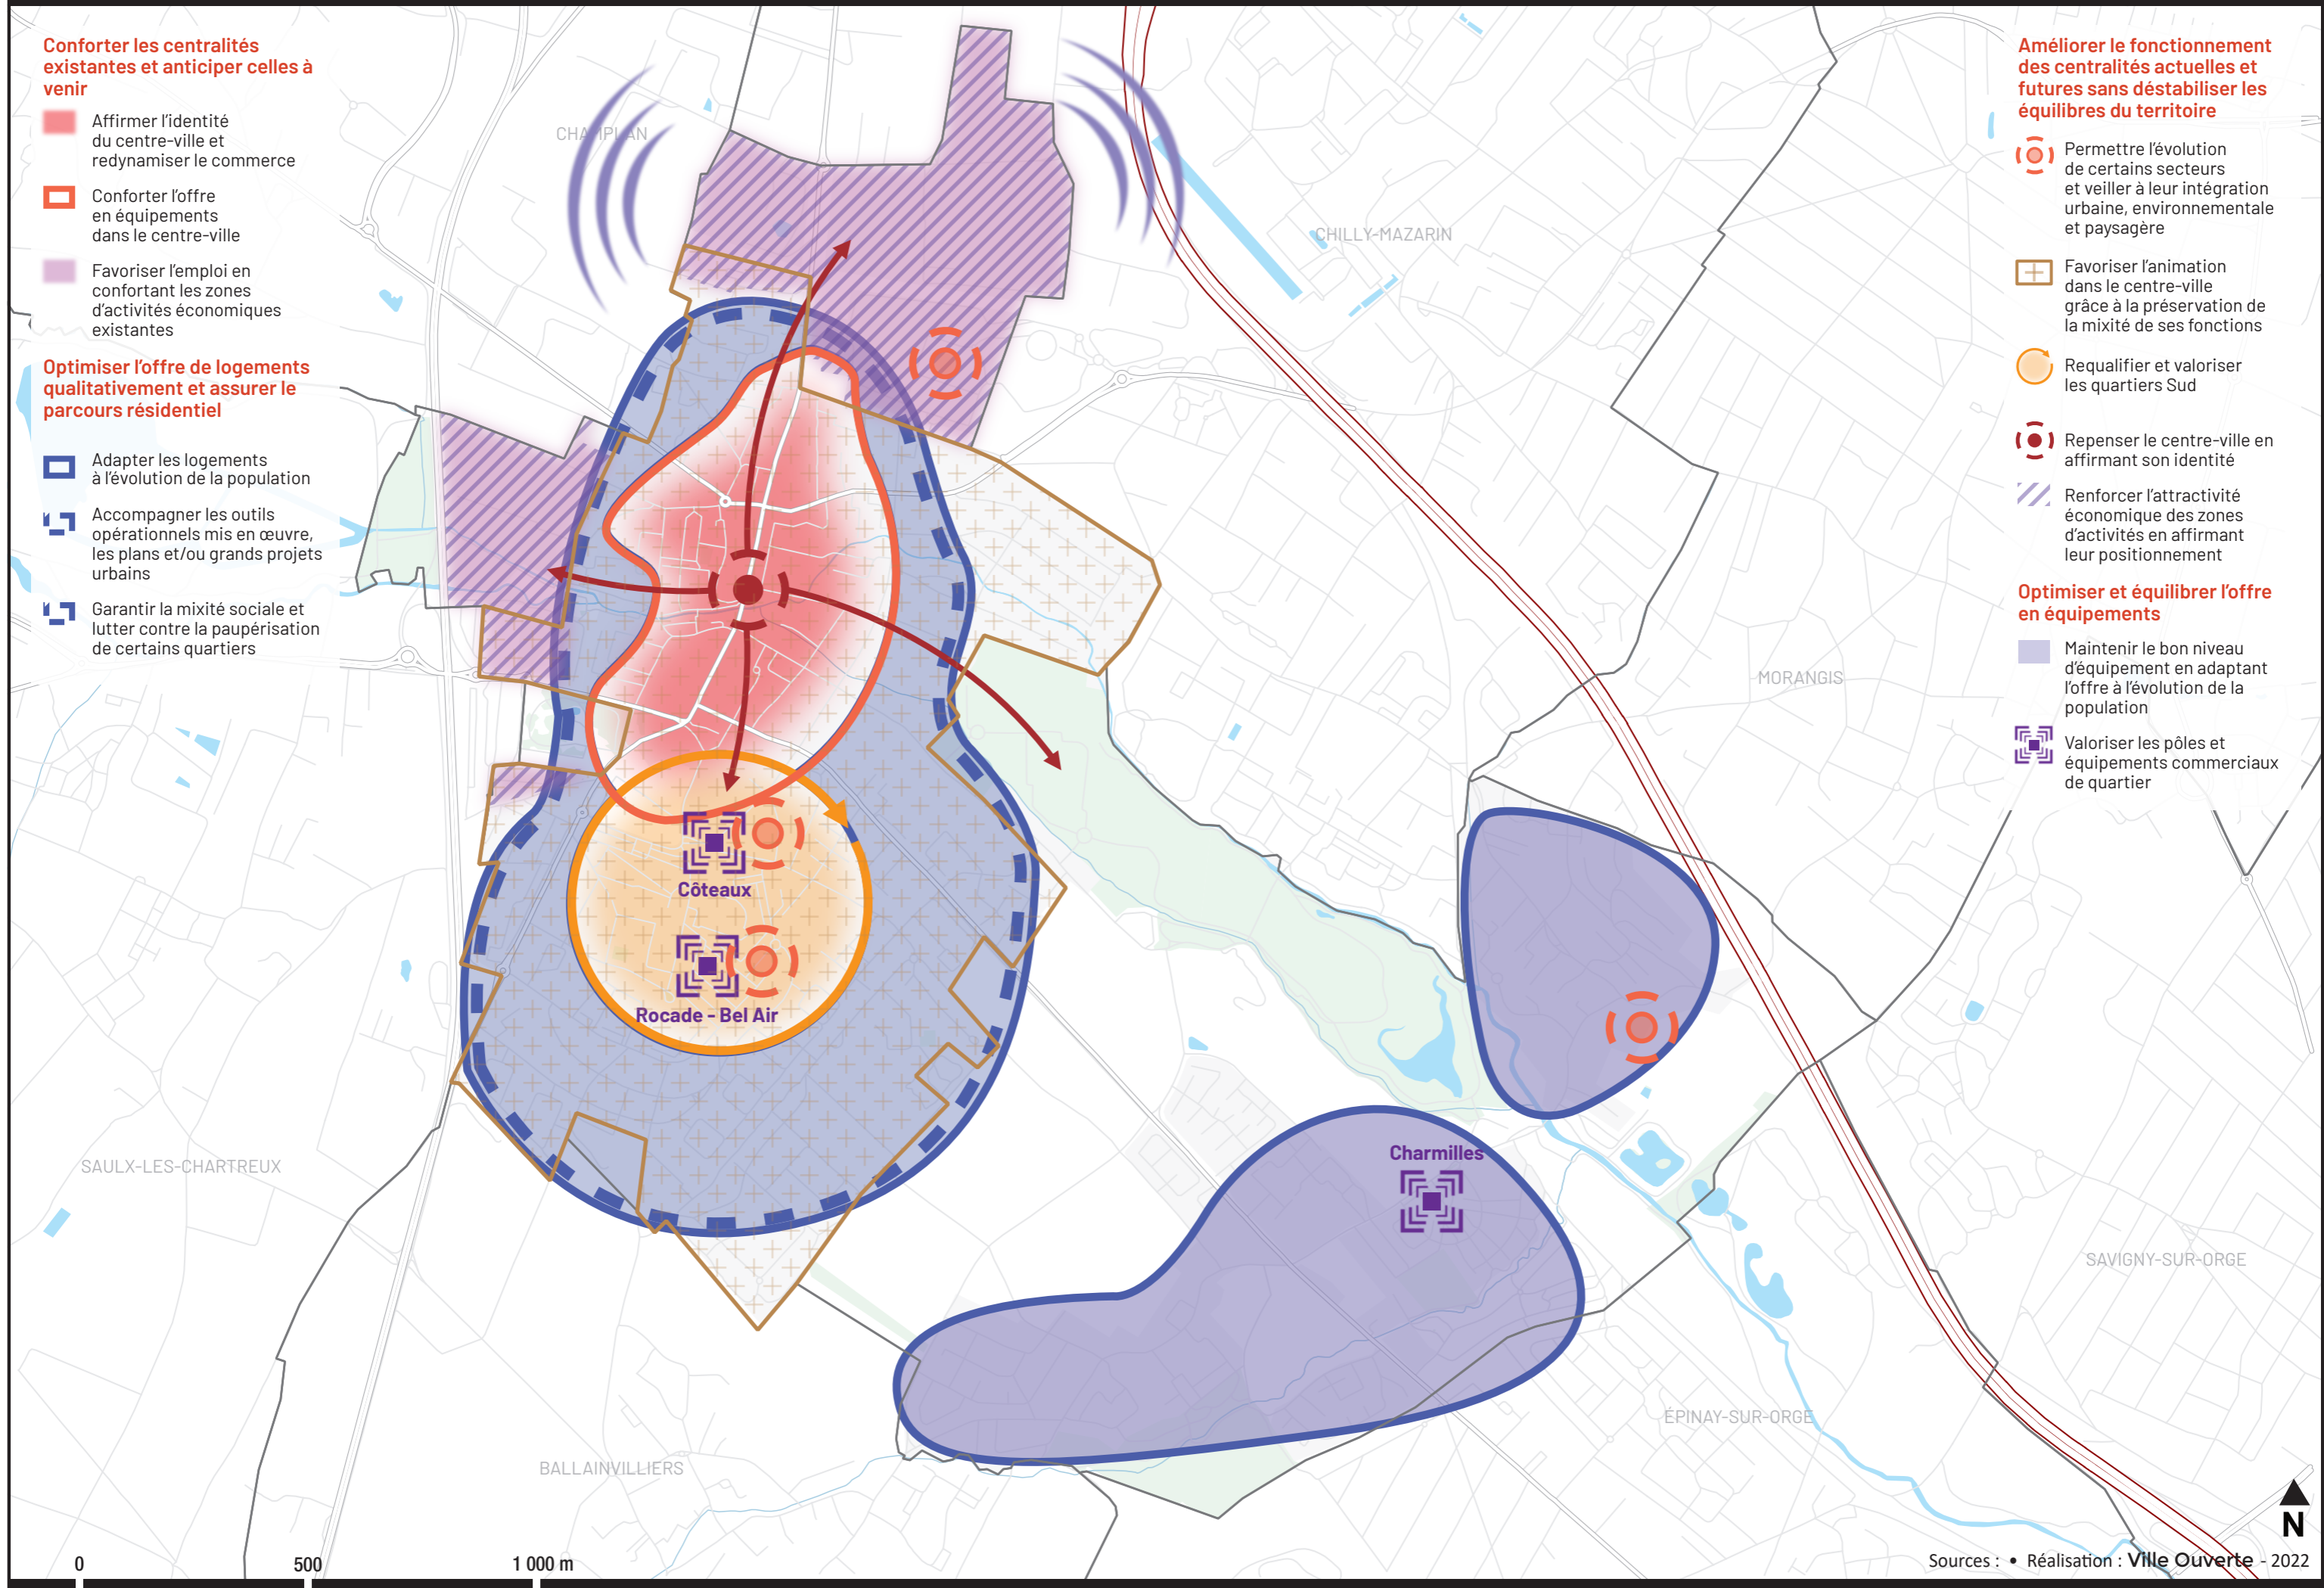 Conforter les centralités
existantes et anticiper celles à
venir
Affirmer l'identité
du centre-ville et
redynamiser le commerce
Conforter l'offre
en équipements
dans le centre-ville
Favoriser l'emploi en
confortant les zones
d'activités économiques
existantes
Optimiser l'offre de logements
qualitativement et assurer le
parcours résidentiel
Adapter les logements
à l'évolution de la population
Accompagner les outils
opérationnels mis en œuvre,
les plans et/ou grands projets
urbains
Garantir la mixité sociale et
lutter contre la paupérisation
de certains quartiers
CHAMPLAN
CHILLY-MAZARIN
MORANGIS
Côteaux
Rocade - Bel Air
Charmilles
SAULX-LES-CHARTREUX
SAVIGNY-SUR-ORGE
ÉPINAY-SUR-ORGE
BALLAINVILLIERS
Améliorer le fonctionnement
des centralités actuelles et
futures sans déstabiliser les
équilibres du territoire
Permettre l'évolution
de certains secteurs
et veiller à leur intégration
urbaine, environnementale
et paysagère
Favoriser l'animation
dans le centre-ville
grâce à la préservation de
la mixité de ses fonctions
Requalifier et valoriser
les quartiers Sud
Repenser le centre-ville en
affirmant son identité
Renforcer l'attractivité
économique des zones
d'activités en affirmant
leur positionnement
Optimiser et équilibrer l'offre
en équipements
Maintenir le bon niveau
d'équipement en adaptant
l'offre à l'évolution de la
population
Valoriser les pôles et
équipements commerciaux
de quartier
N
0 500 1 000 m
Sources : • Réalisation : Ville Ouverte - 2022